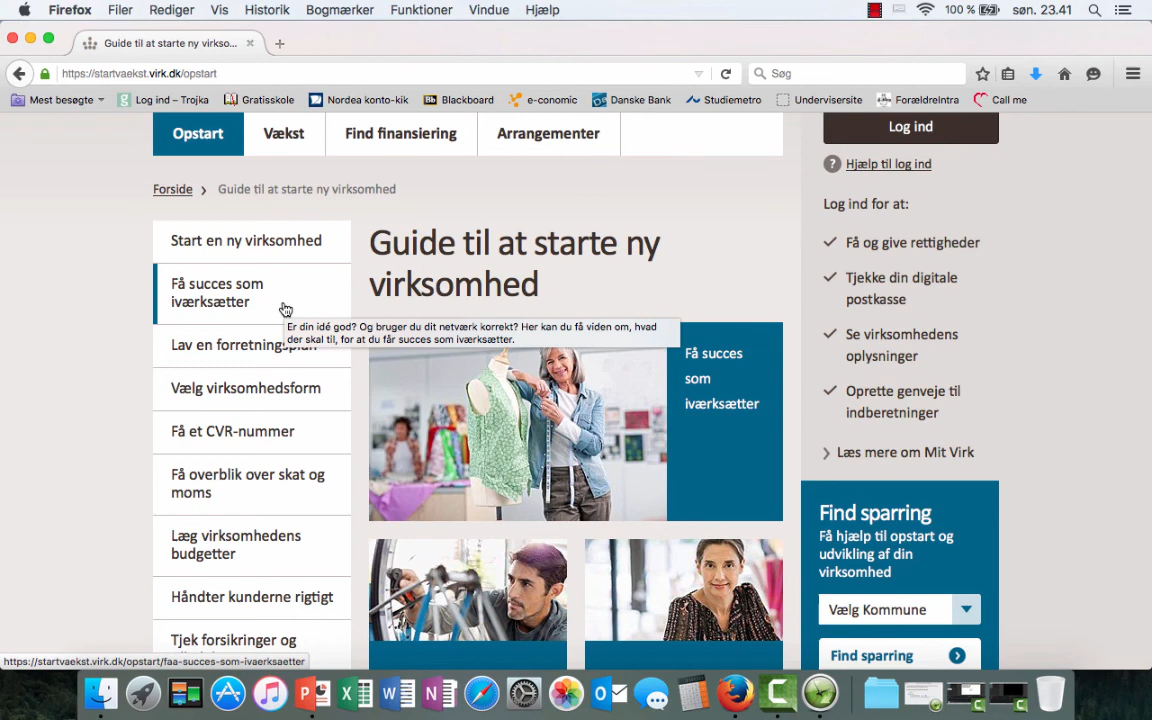 Firefox Filer Rediger Vis Historik Bogmærker Funktioner Vindue Hjælp 100 % søn. 23.41
Guide til at starte ny virkso...
https://startvaekst.virk.dk/opstart Søg
Mest besøgte Log ind – Trojka Gratisskole Nordea konto-kik Blackboard e-conomic Danske Bank Studiemetro Undervisersite ForældreIntra Call me
Opstart Vækst Find finansiering Arrangementer
Forside Guide til at starte ny virksomhed
Start en ny virksomhed
Få succes som
iværksætter
Lav en forretningsplan
Vælg virksomhedsform
Få et CVR-nummer
Få overblik over skat og
moms
Læg virksomhedens
budgetter
Håndter kunderne rigtigt
Tjek forsikringer og
https://startvaekst.virk.dk/opstart/faa-succes-som-ivaerksaetter
Guide til at starte ny
virksomhed
Er din idé god? Og bruger du dit netværk korrekt? Her kan du få viden om, hvad
der skal til, for at du får succes som iværksætter.
Få succes
som
iværksætter
Log ind
Hjælp til log ind
Log ind for at:
Få og give rettigheder
Tjekke din digitale
postkasse
Se virksomhedens
oplysninger
Oprette genveje til
indberetninger
Læs mere om Mit Virk
Find sparring
Få hjælp til opstart og
udvikling af din
virksomhed
Vælg Kommune
Find sparring